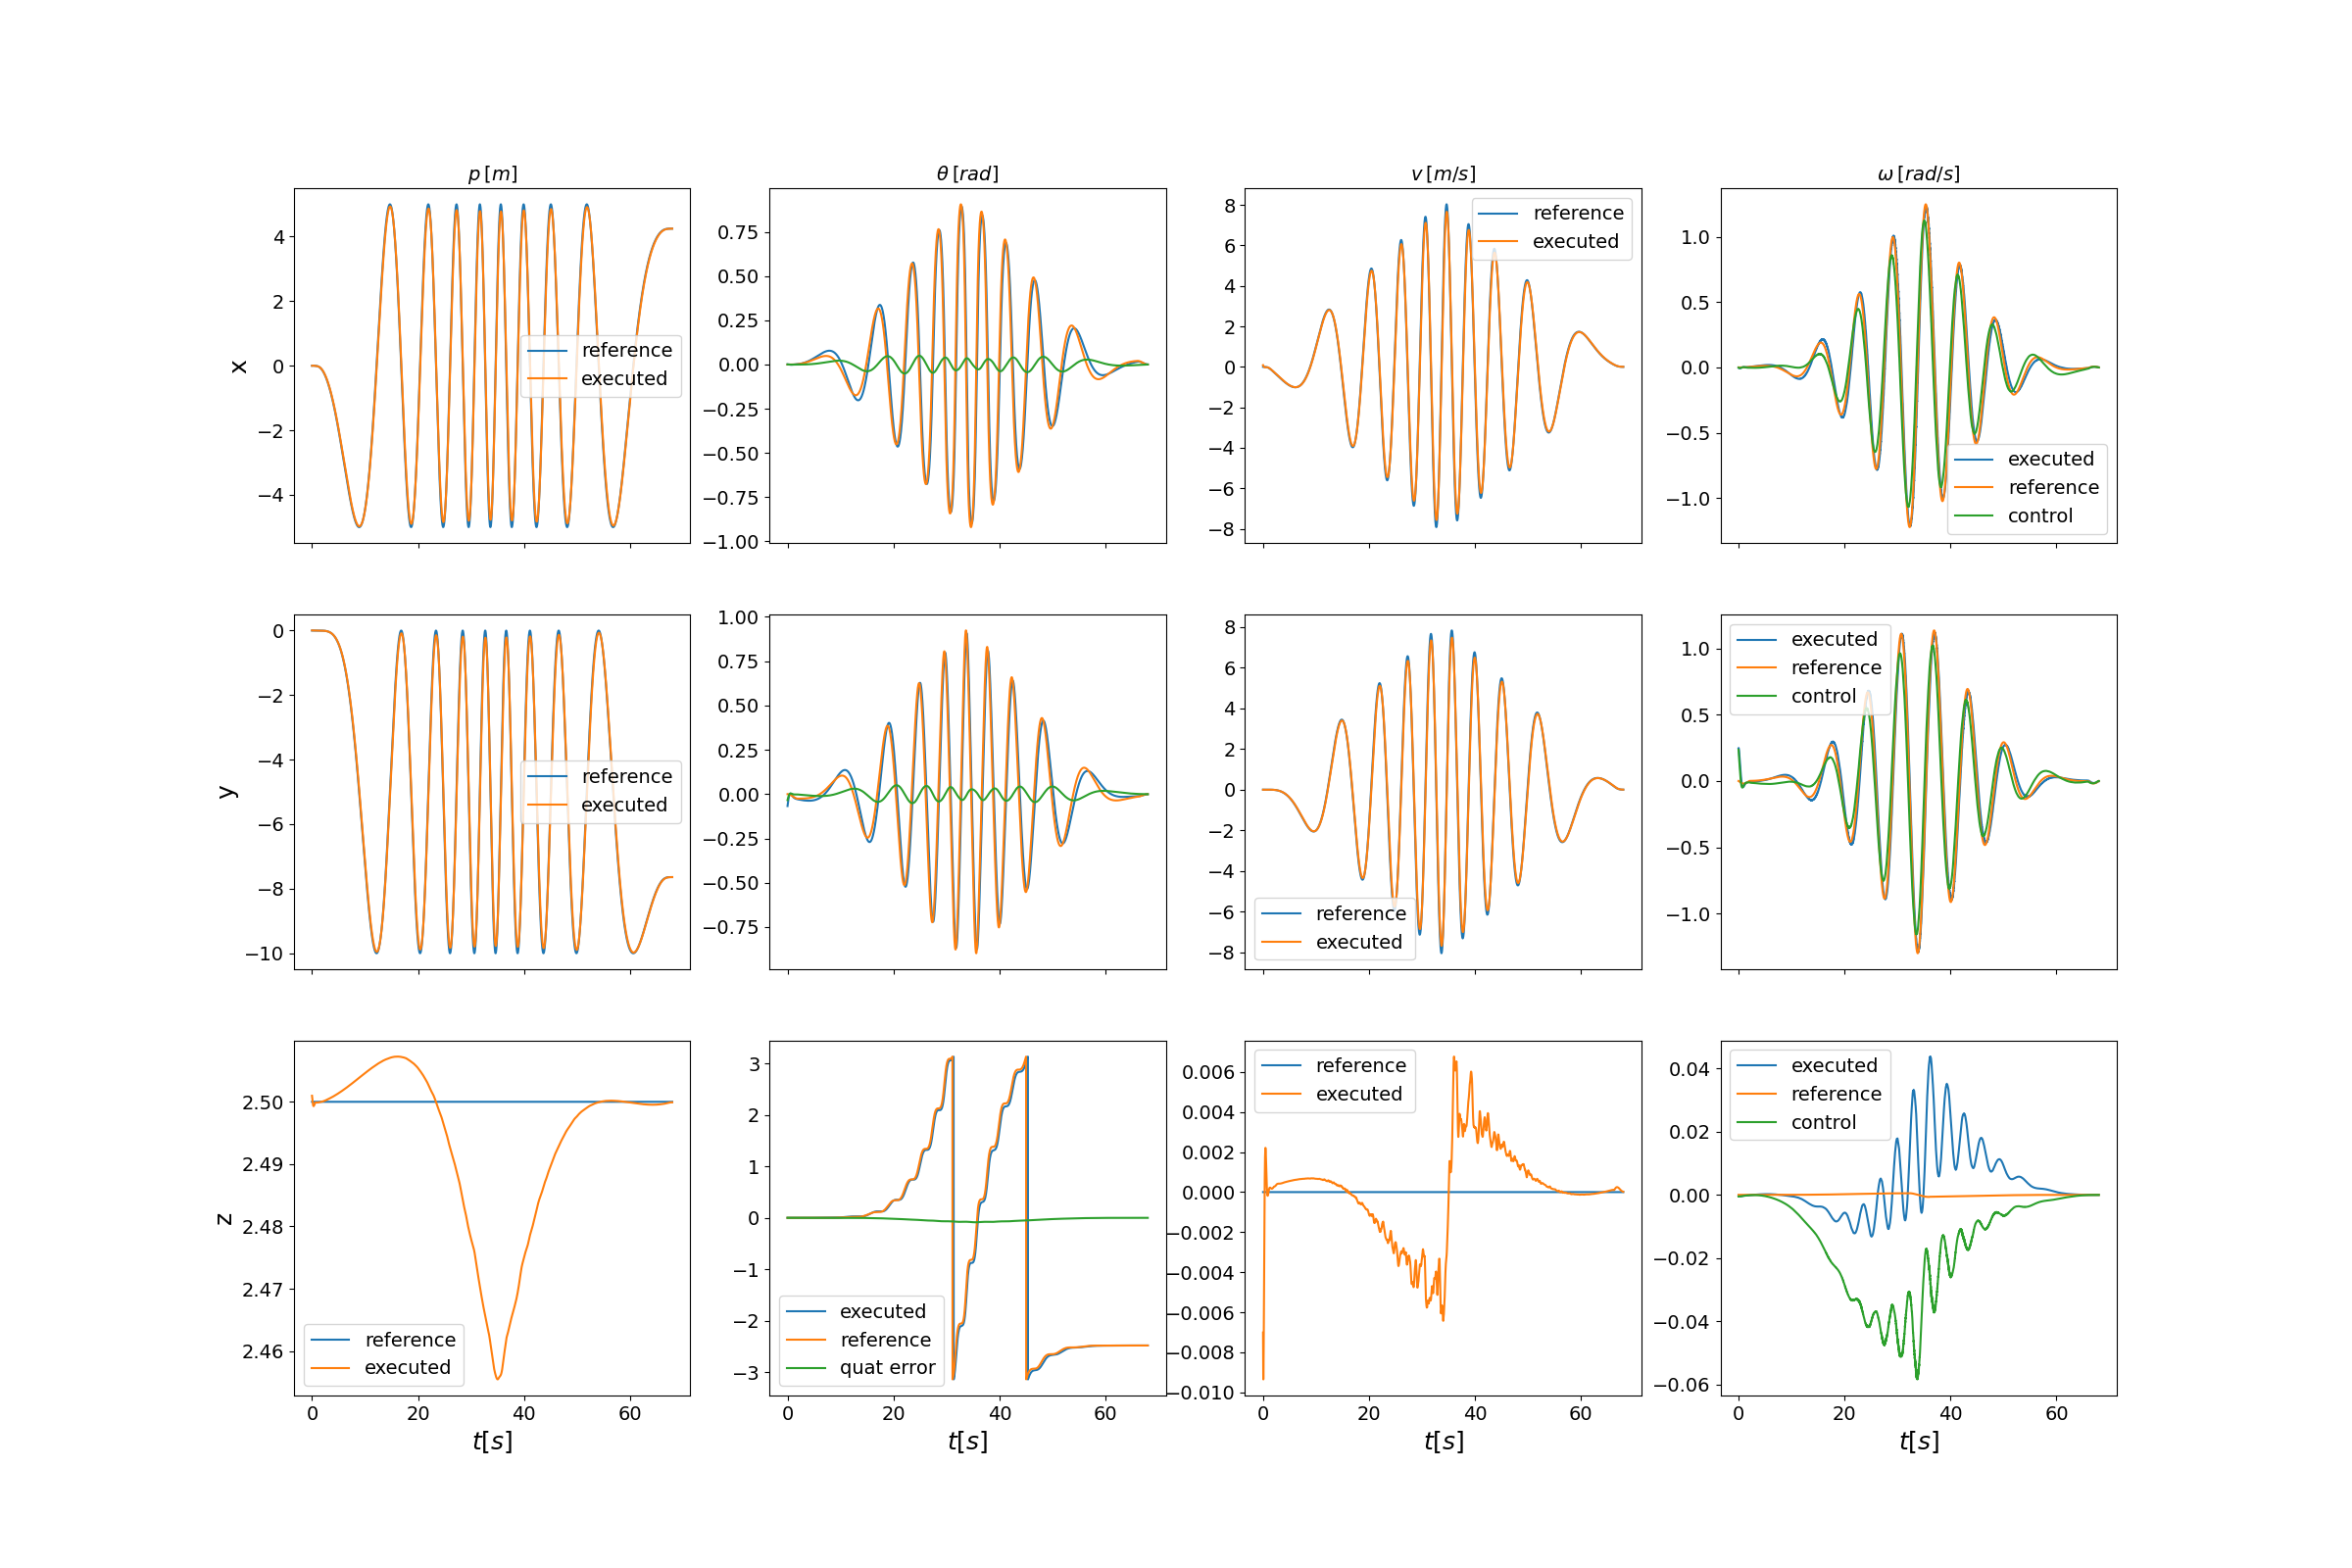 p [m]
θ [rad]
v [m/s]
ω [rad/s]
x
4
2
0
−2
−4
reference
executed
0.75
0.50
0.25
0.00
−0.25
−0.50
−0.75
−1.00
8
6
4
2
0
−2
−4
−6
−8
reference
executed
1.0
0.5
0.0
−0.5
−1.0
executed
reference
control
y
0
−2
−4
−6
−8
−10
reference
executed
1.00
0.75
0.50
0.25
0.00
−0.25
−0.50
−0.75
8
6
4
2
0
−2
−4
−6
−8
reference
executed
1.0
0.5
0.0
−0.5
−1.0
executed
reference
control
z
2.50
2.49
2.48
2.47
2.46
reference
executed
0 20 40 60
t[s]
3
2
1
0
−1
−2
−3
executed
reference
quat error
0 20 40 60
t[s]
0.006
0.004
0.002
0.000
−0.002
−0.004
−0.006
−0.008
−0.010
reference
executed
0 20 40 60
t[s]
0.04
0.02
0.00
−0.02
−0.04
−0.06
executed
reference
control
0 20 40 60
t[s]